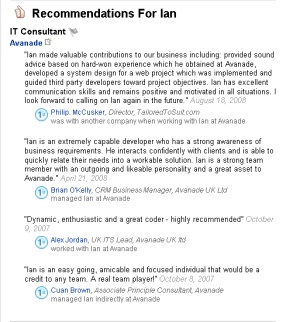 Recommendations For Ian
IT Consultant
Avanade
"Ian made valuable contributions to our business including: provided sound
advice based on hard-won experience which he obtained at Avanade,
developed a system design for a web project which was implemented and
guided third party developers toward project objectives. Ian has excellent
communication skills and remains positive and motivated in all situations. I
look forward to calling on Ian again in the future." August 18, 2008
1st Philip. McCusker, Director, TailoredToSuit.com
was with another company when working with Ian at Avanade
"Ian is an extremely capable developer who has a strong awareness of
business requirements. He interacts confidently with clients and is able to
quickly relate their needs into a workable solution. Ian is a strong team
member with an outgoing and likeable personality and a great asset to
Avanade." April 21, 2008
1st Brian O'Kelly, CRM Business Manager, Avanade UK Ltd
managed Ian at Avanade
"Dynamic, enthusiastic and a great coder - highly recommended" October
9, 2007
1st Alex Jordan, UK ITS Lead, Avanade UK ltd
worked with Ian at Avanade
"Ian is an easy going, amicable and focused individual that would be a
credit to any team. A real team player!" October 8, 2007
1st Cuan Brown, Associate Principle Consultant, Avanade
managed Ian indirectly at Avanade